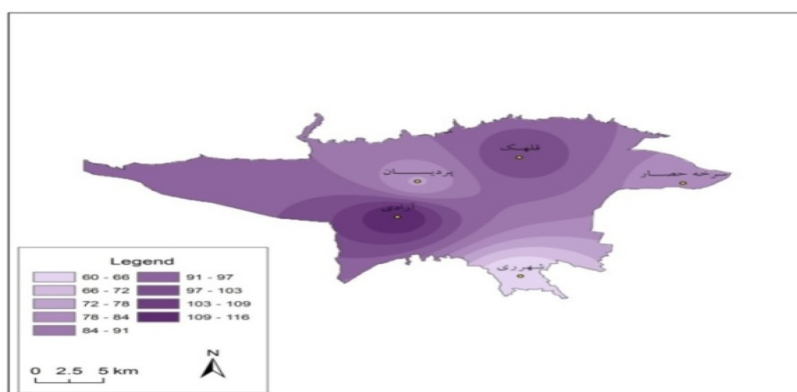 قلهک
پردیسان
سرخه حصار
آزادی
شهرری
Legend
60 - 66
66 - 72
72 - 78
78 - 84
84 - 91
91 - 97
97 - 103
103 - 109
109 - 116
0 2.5 5 km
N